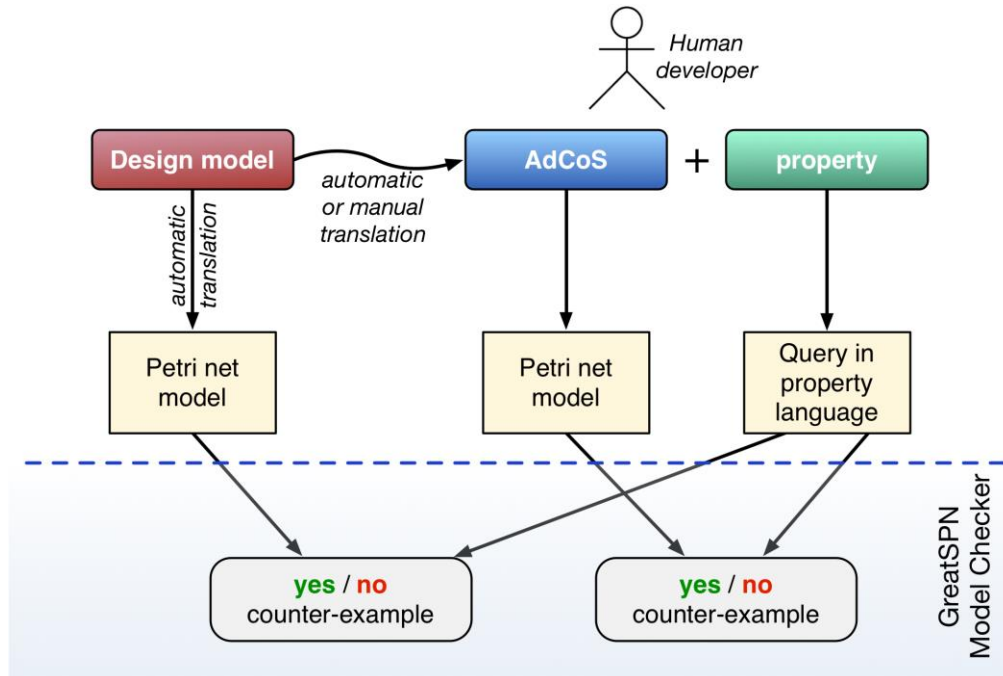 Human
developer
Design model
AdCoS
+
property
automatic
or manual
translation
automatic
translation
Petri net
model
Petri net
model
Query in
property
language
GreatSPN
Model Checker
yes / no
counter-example
yes / no
counter-example